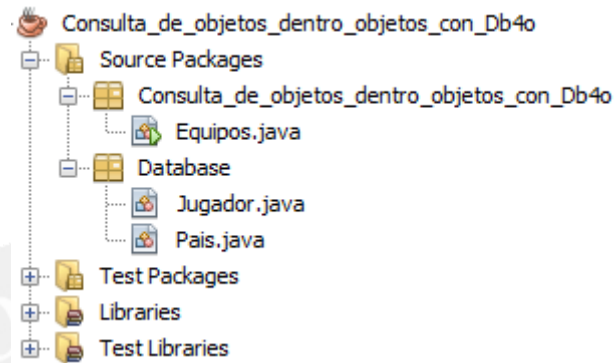 Consulta_de_objetos_dentro_objetos_con_Db4o
Source Packages
Consulta_de_objetos_dentro_objetos_con_Db4o
Equipos.java
Database
Jugador.java
Pais.java
Test Packages
Libraries
Test Libraries